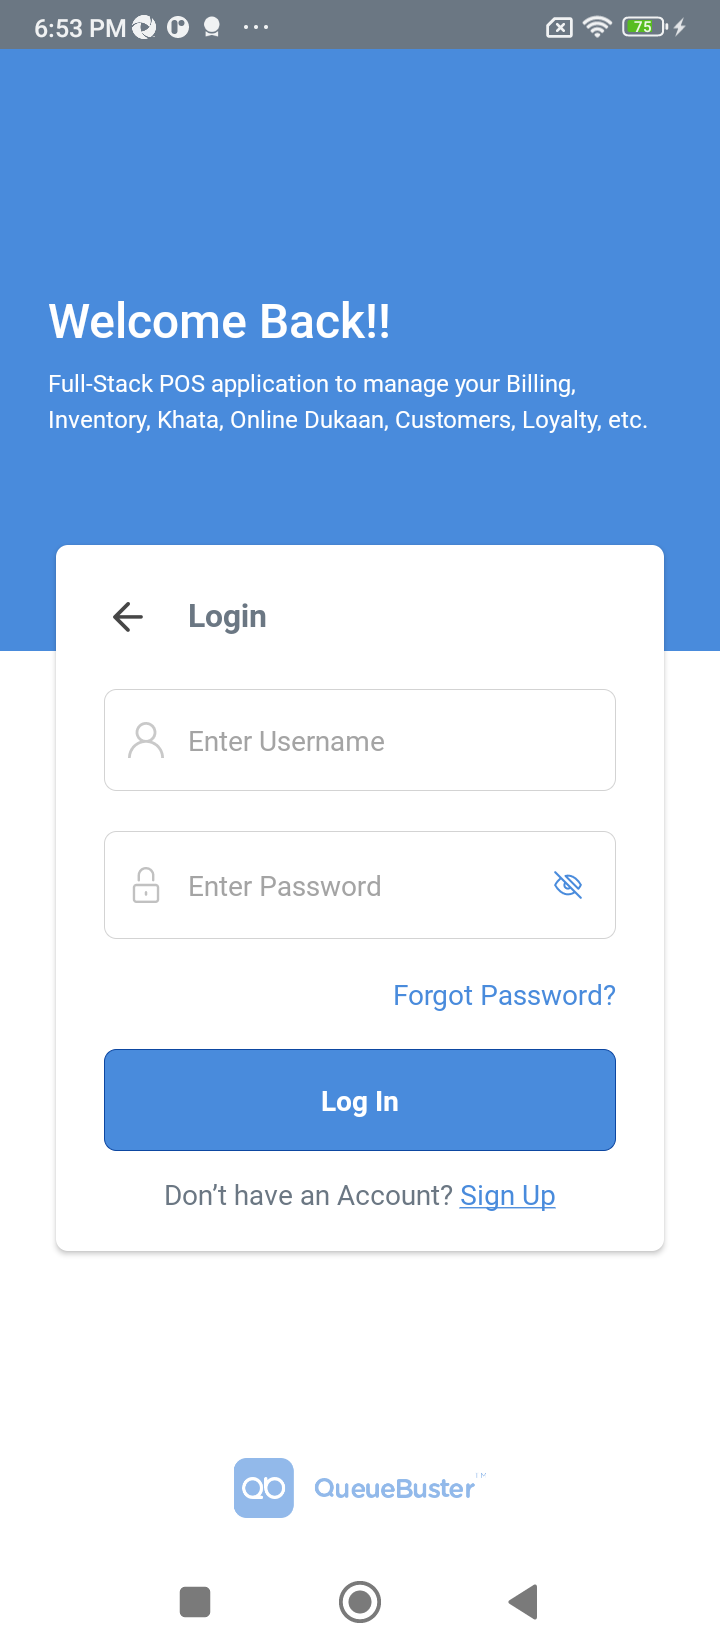 6:53 PM
75
Welcome Back!!
Full-Stack POS application to manage your Billing,
Inventory, Khata, Online Dukaan, Customers, Loyalty, etc.
Login
Enter Username
Enter Password
Forgot Password?
Log In
Don’t have an Account? Sign Up
QueueBuster™